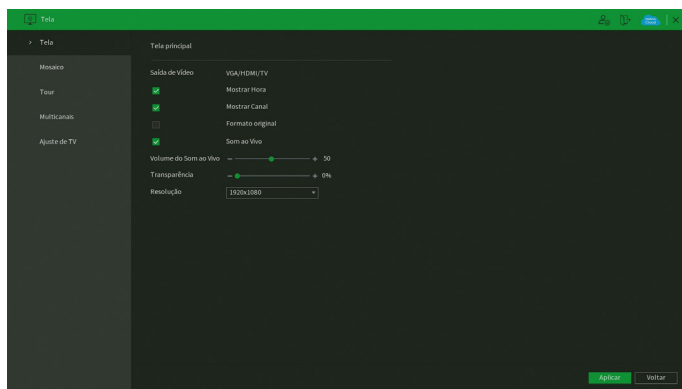 Tela
> Tela
Mosaico
Tour
Multicanais
Ajuste de TV
Tela principal
Saída de Vídeo VGA/HDMI/TV
Mostrar Hora
Mostrar Canal
Formato original
Som ao Vivo
Volume do Som ao Vivo - + 50
Transparência - + 0%
Resolução 1920x1080
Aplicar Voltar